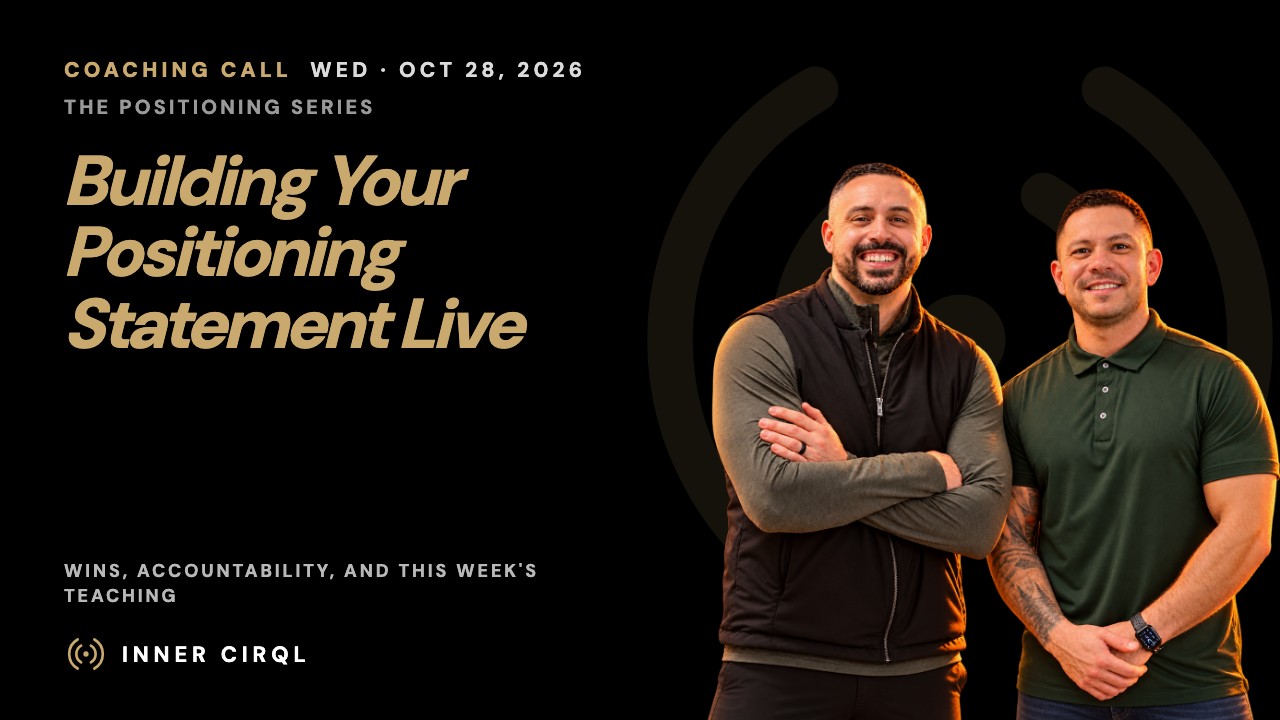 COACHING CALL WED · OCT 28, 2026
THE POSITIONING SERIES
Building Your
Positioning
Statement Live
WINS, ACCOUNTABILITY, AND THIS WEEK'S
TEACHING
INNER CIRQL